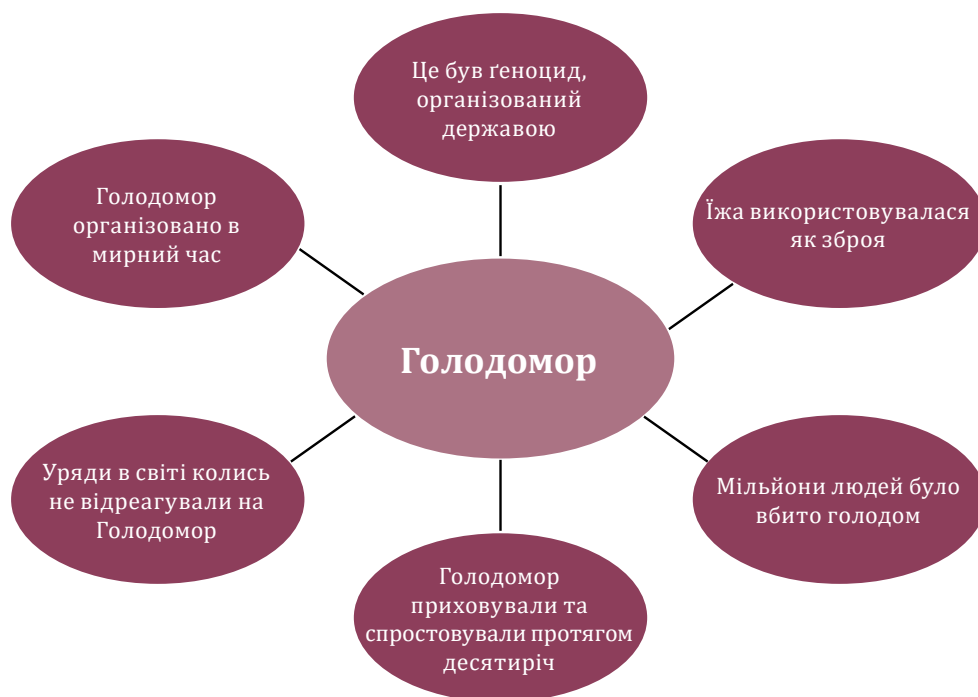 Це був ґеноцид,
організований
державою
Голодомор
організовано в
мирний час
Їжа використовувалася
як зброя
Голодомор
Уряди в світі колись
не відреагували на
Голодомор
Мільйони людей було
вбито голодом
Голодомор
приховували та
спростовували протягом
десятиріч